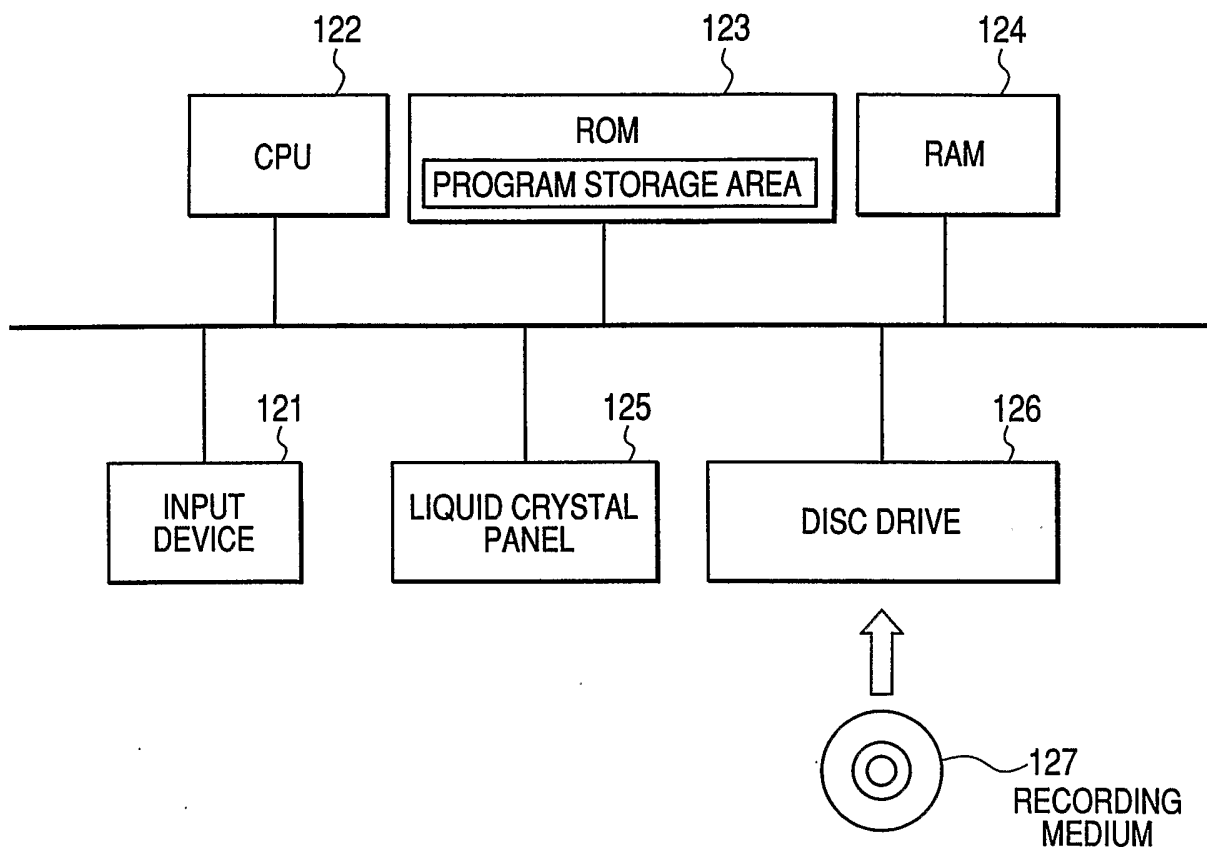 122
123
124
CPU
ROM
PROGRAM STORAGE AREA
RAM
121
125
126
INPUT
DEVICE
LIQUID CRYSTAL
PANEL
DISC DRIVE
127
RECORDING
MEDIUM